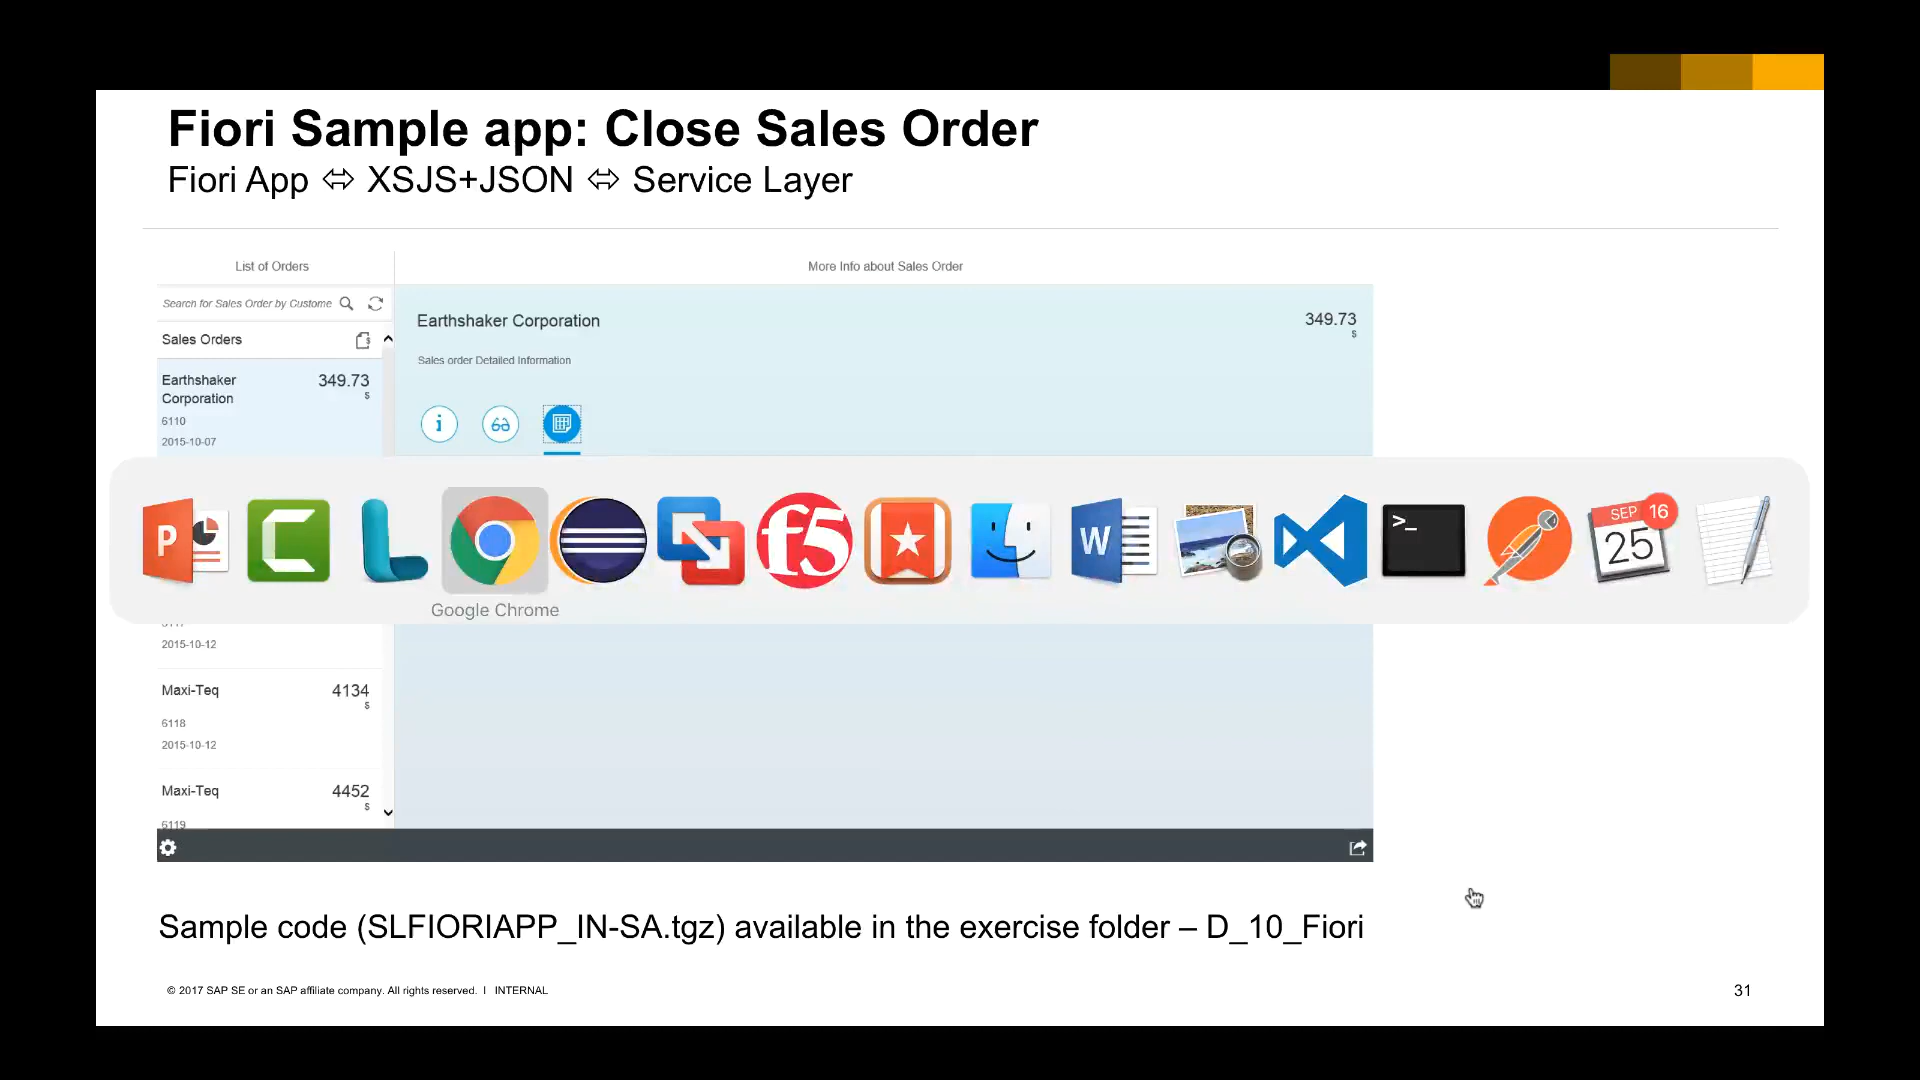 Fiori Sample app: Close Sales Order
Fiori App ⬄ XSJS+JSON ⬄ Service Layer
List of Orders
More Info about Sales Order
Search for Sales Order by Custome
Sales Orders
Earthshaker Corporation
349.73
$
6110
2015-10-07
Earthshaker Corporation
349.73
$
Sales order Detailed Information
P
C
L
f5
W
>_
SEP
16
25
Google Chrome
2015-10-12
Maxi-Teq
4134
$
6118
2015-10-12
Maxi-Teq
4452
$
6119
Sample code (SLFIORIAPP_IN-SA.tgz) available in the exercise folder – D_10_Fiori
© 2017 SAP SE or an SAP affiliate company. All rights reserved. I INTERNAL
31